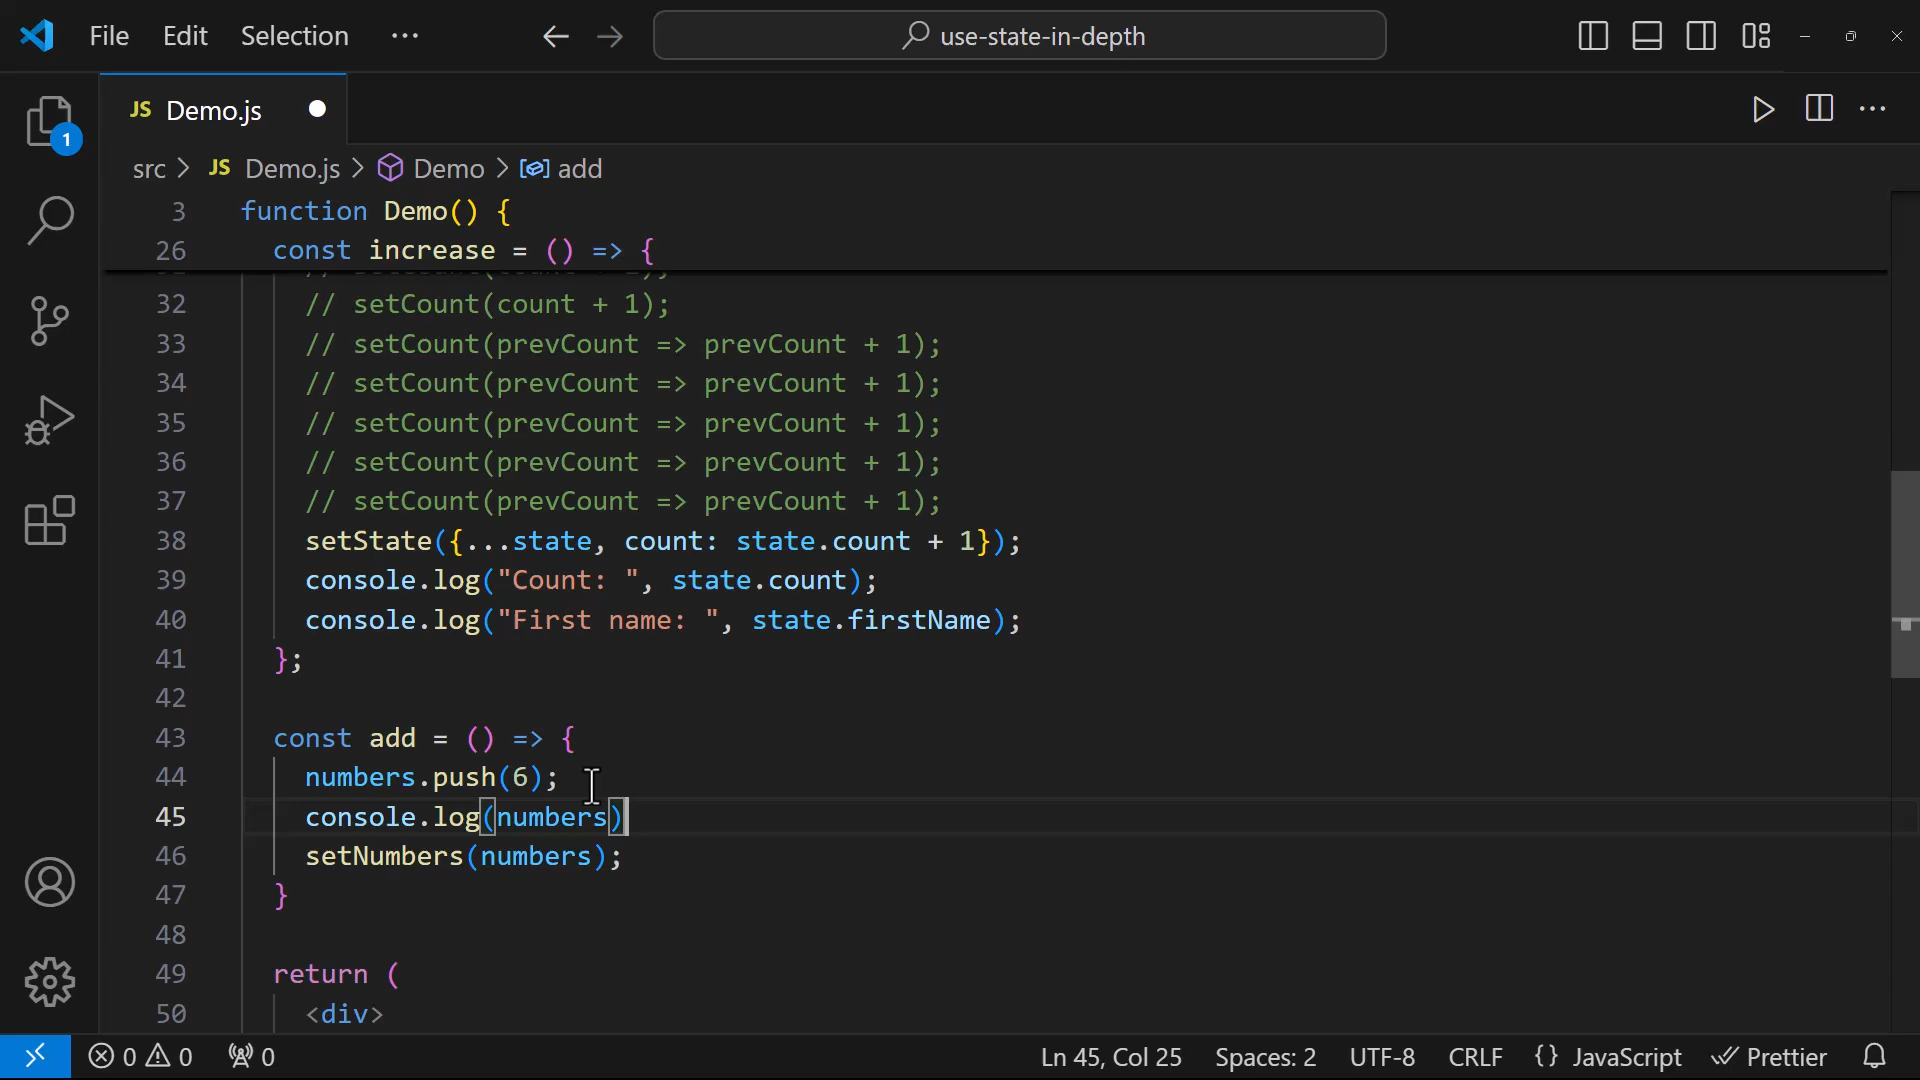 File Edit Selection ··· use-state-in-depth
1
JS Demo.js
src > JS Demo.js > Demo > add
3 function Demo() {
26 const increase = () => {
32 // setCount(count + 1);
33 // setCount(prevCount => prevCount + 1);
34 // setCount(prevCount => prevCount + 1);
35 // setCount(prevCount => prevCount + 1);
36 // setCount(prevCount => prevCount + 1);
37 // setCount(prevCount => prevCount + 1);
38 setState({...state, count: state.count + 1});
39 console.log("Count: ", state.count);
40 console.log("First name: ", state.firstName);
41 };
42
43 const add = () => {
44 numbers.push(6);
45 console.log(numbers)
46 setNumbers(numbers);
47 }
48
49 return (
50 <div>
0 0 0 Ln 45, Col 25 Spaces: 2 UTF-8 CRLF {} JavaScript Prettier